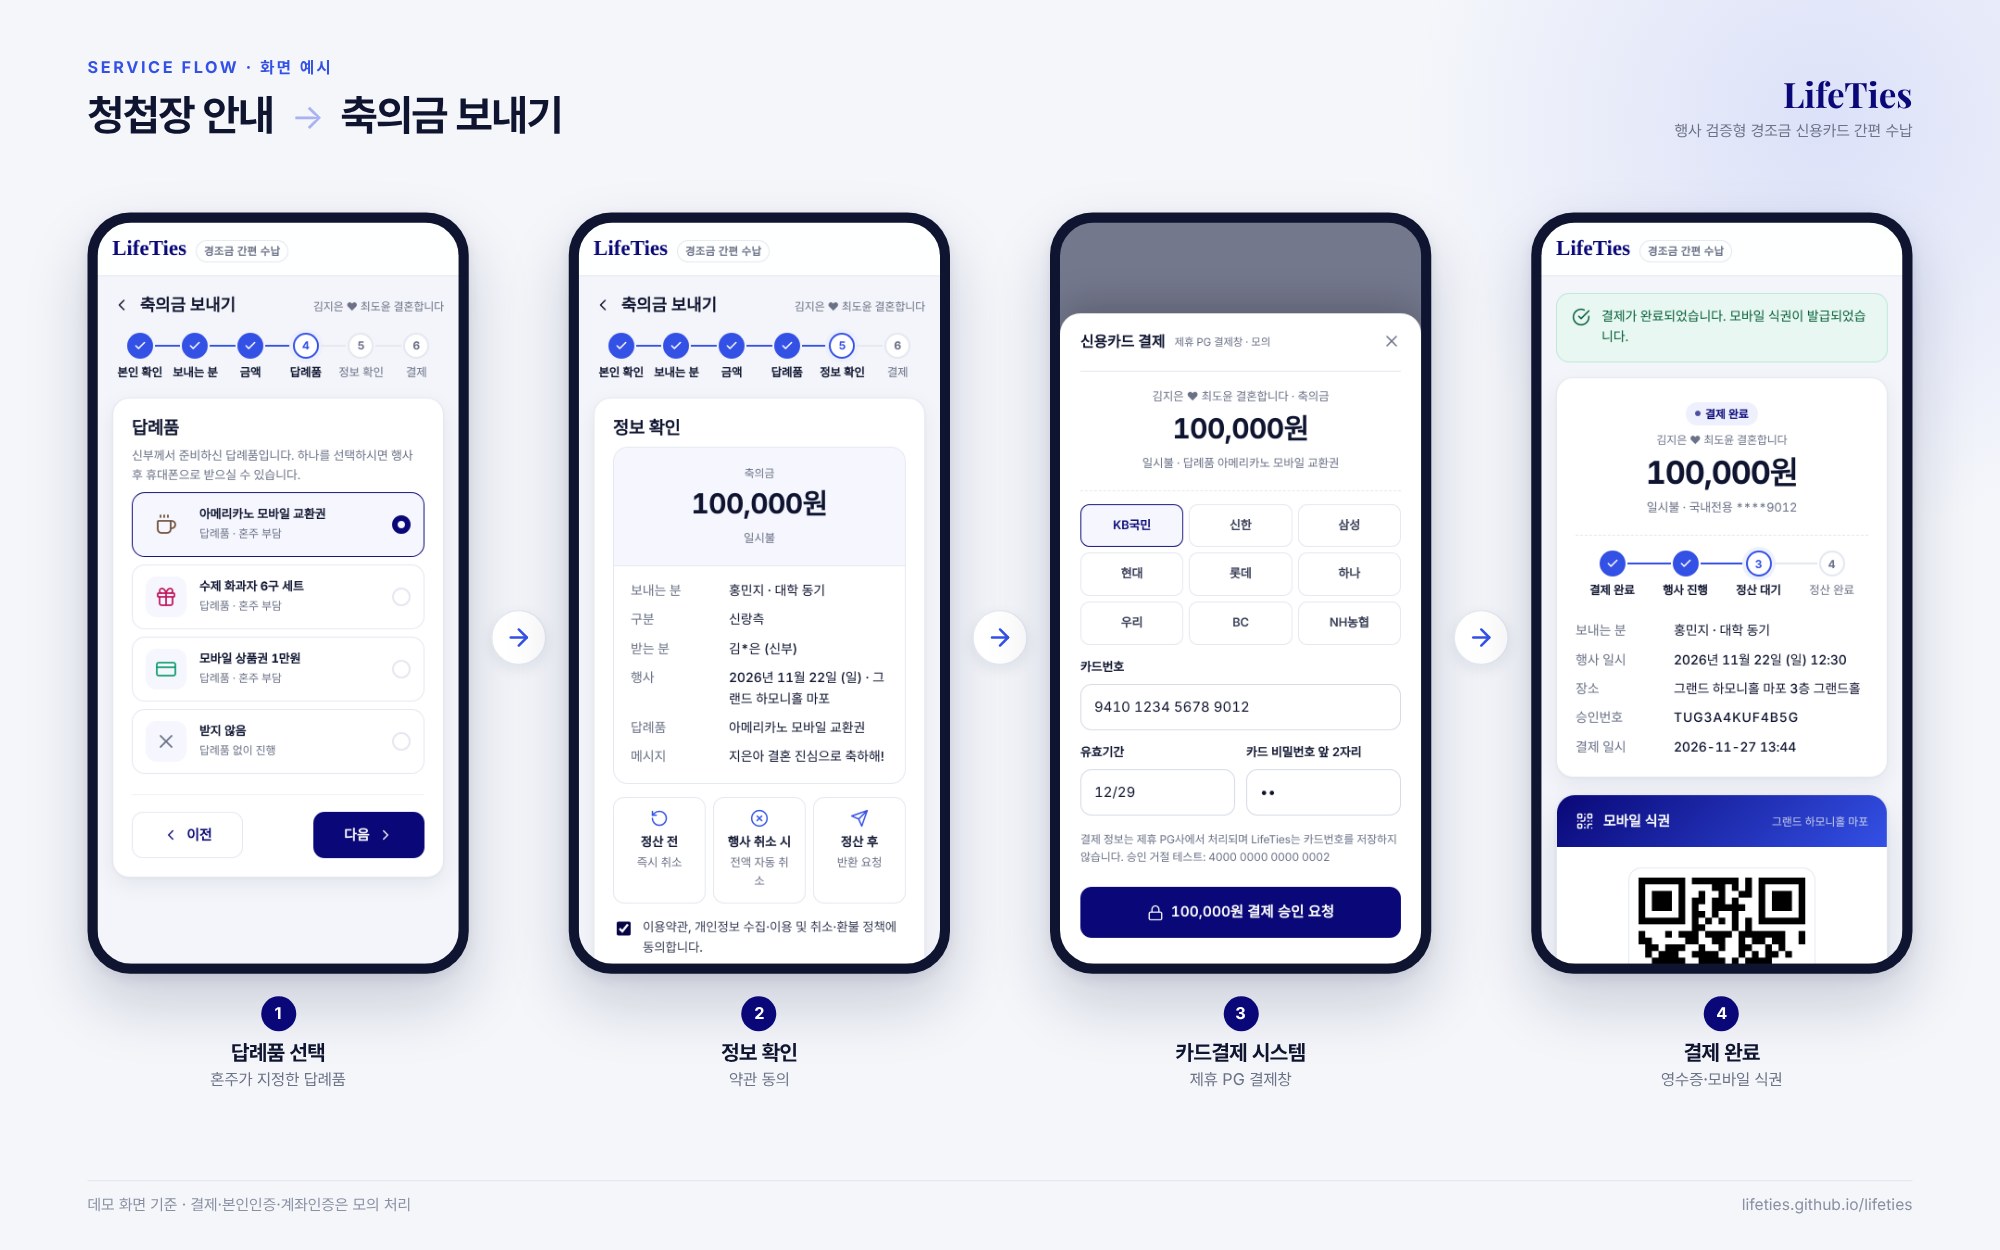 SERVICE FLOW · 화면 예시
청첩장 안내 → 축의금 보내기
LifeTies
행사 검증형 경조금 신용카드 간편 수납
LifeTies 경조금 간편 수납
축의금 보내기 김지은 ♥ 최도윤 결혼합니다
4 5 6
본인 확인 보내는 분 금액 답례품 정보 확인 결제
답례품
신부께서 준비하신 답례품입니다. 하나를 선택하시면 행사
후 휴대폰으로 받으실 수 있습니다.
아메리카노 모바일 교환권
답례품 · 혼주 부담
수제 화과자 6구 세트
답례품 · 혼주 부담
모바일 상품권 1만원
답례품 · 혼주 부담
받지 않음
답례품 없이 진행
이전 다음
1
답례품 선택
혼주가 지정한 답례품
LifeTies 경조금 간편 수납
축의금 보내기 김지은 ♥ 최도윤 결혼합니다
5 6
본인 확인 보내는 분 금액 답례품 정보 확인 결제
정보 확인
축의금
100,000원
일시불
보내는 분 홍민지 · 대학 동기
구분 신랑측
받는 분 김*은 (신부)
행사 2026년 11월 22일 (일) · 그
랜드 하모니홀 마포
답례품 아메리카노 모바일 교환권
메시지 지은아 결혼 진심으로 축하해!
정산 전 행사 취소 시 정산 후
즉시 취소 전액 자동 취 반환 요청
소
이용약관, 개인정보 수집·이용 및 취소·환불 정책에
동의합니다.
2
정보 확인
약관 동의
신용카드 결제 제휴 PG 결제창 · 모의
김지은 ♥ 최도윤 결혼합니다 · 축의금
100,000원
일시불 · 답례품 아메리카노 모바일 교환권
KB국민 신한 삼성
현대 롯데 하나
우리 BC NH농협
카드번호
9410 1234 5678 9012
유효기간 카드 비밀번호 앞 2자리
12/29 ••
결제 정보는 제휴 PG사에서 처리되며 LifeTies는 카드번호를 저장하지
않습니다. 승인 거절 테스트: 4000 0000 0000 0002
100,000원 결제 승인 요청
3
카드결제 시스템
제휴 PG 결제창
LifeTies 경조금 간편 수납
결제가 완료되었습니다. 모바일 식권이 발급되었습
니다.
• 결제 완료
김지은 ♥ 최도윤 결혼합니다
100,000원
일시불 · 국내전용 ****9012
3 4
결제 완료 행사 진행 정산 대기 정산 완료
보내는 분 홍민지 · 대학 동기
행사 일시 2026년 11월 22일 (일) 12:30
장소 그랜드 하모니홀 마포 3층 그랜드홀
승인번호 TUG3A4KUF4B5G
결제 일시 2026-11-27 13:44
모바일 식권 그랜드 하모니홀 마포
4
결제 완료
영수증·모바일 식권
데모 화면 기준 · 결제·본인인증·계좌인증은 모의 처리
lifeties.github.io/lifeties